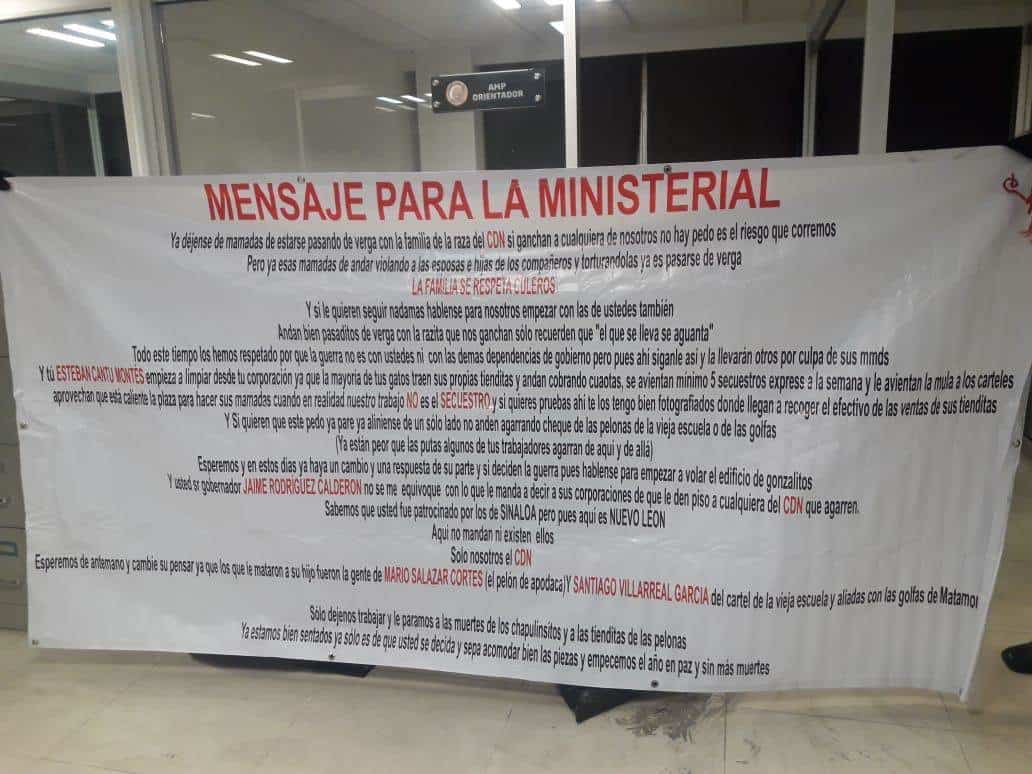 AMP
ORIENTADOR
MENSAJE PARA LA MINISTERIAL
Ya déjense de mamadas de estarse pasando de verga con la familia de la raza del CDN si ganchan a cualquiera de nosotros no hay pedo es el riesgo que corremos
Pero ya esas mamadas de andar violando a las esposas e hijas de los compañeros y torturandolas ya es pasarse de verga
LA FAMILIA SE RESPETA CULEROS
Y si le quieren seguir nadamas hablense para nosotros empezar con las de ustedes también
Andan bien pasaditos de verga con la razita que nos ganchan sólo recuerden que "el que se lleva se aguanta"
Todo este tiempo los hemos respetado por que la querra no es con ustedes ni con las demas dependencias de gobierno pero pues ahi siganle asi y la llevarán otros por culpa de sus mmds
Y tú ESTEBAN CANTU MONTES empieza a limpiar desde tu corporación ya que la mayoria de tus gatos traen sus propias tienditas y andan cobrando cuaotas, se avientan mínimo 5 secuestros express a la semana y le avientan la mula a los carteles
aprovechan que está caliente la plaza para hacer sus mamadas cuando en realidad nuestro trabajo NO es el SECUESTRO y si quieres pruebas ahi te los tengo bien fotografiados donde llegan a recoger el efectivo de las ventas de sus tienditas
Y Si quieren que este pedo ya pare ya aliniense de un sólo lado no anden agarrando cheque de las pelonas de la vieja escuela o de las golfas
(Ya están peor que las putas algunos de tus trabajadores agarran de aqui y de allá)
Esperemos y en estos dias ya haya un cambio y una respuesta de su parte y si deciden la guerra pues hablense para empezar a volar el edificio de gonzalitos
Y usted sr gobernador JAIME RODRIGUEZ CALDERON no se me equivoque con lo que le manda a decir a sus corporaciones de que le den piso a cualquiera del CDN que agarren.
Sabemos que usted fue patrocinado por los de SINALOA pero pues aqui es NUEVO LEON
Aqui no mandan ni existen ellos
Solo nosotros el CDN
Esperemos de antemano y cambie su pensar ya que los que le mataron a su hijo fueron la gente de MARIO SALAZAR CORTES (el pelón de apodaca)Y SANTIAGO VILLARREAL GARCIA del cartel de la vieja escuela y aliadas con las golfas de Matamor
Sólo dejenos trabajar y le paramos a las muertes de los chapulinsitos y a las tienditas de las pelonas
Ya estamos bien sentados ya sólo es de que usted se decida y sepa acomodar bien las piezas y empecemos el año en paz y sin más muertes